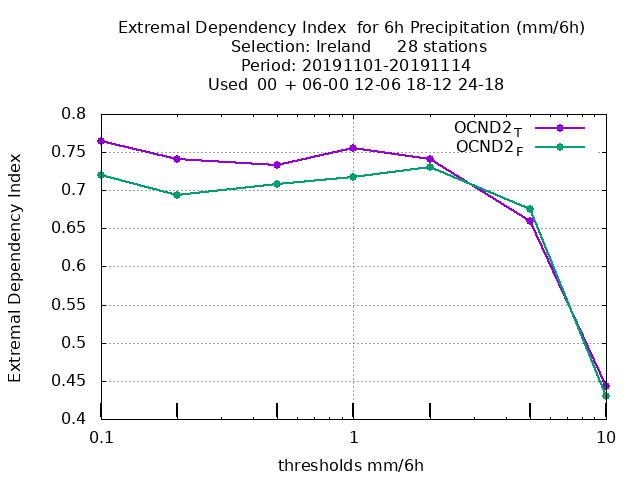 Extremal Dependency Index  for 6h Precipitation (mm/6h)
Selection: Ireland     28 stations
Period: 20191101-20191114
Used  00  + 06-00 12-06 18-12 24-18
OCND2T
OCND2F
Extremal Dependency Index
0.8
0.75
0.7
0.65
0.6
0.55
0.5
0.45
0.4
0.1
1
10
thresholds mm/6h